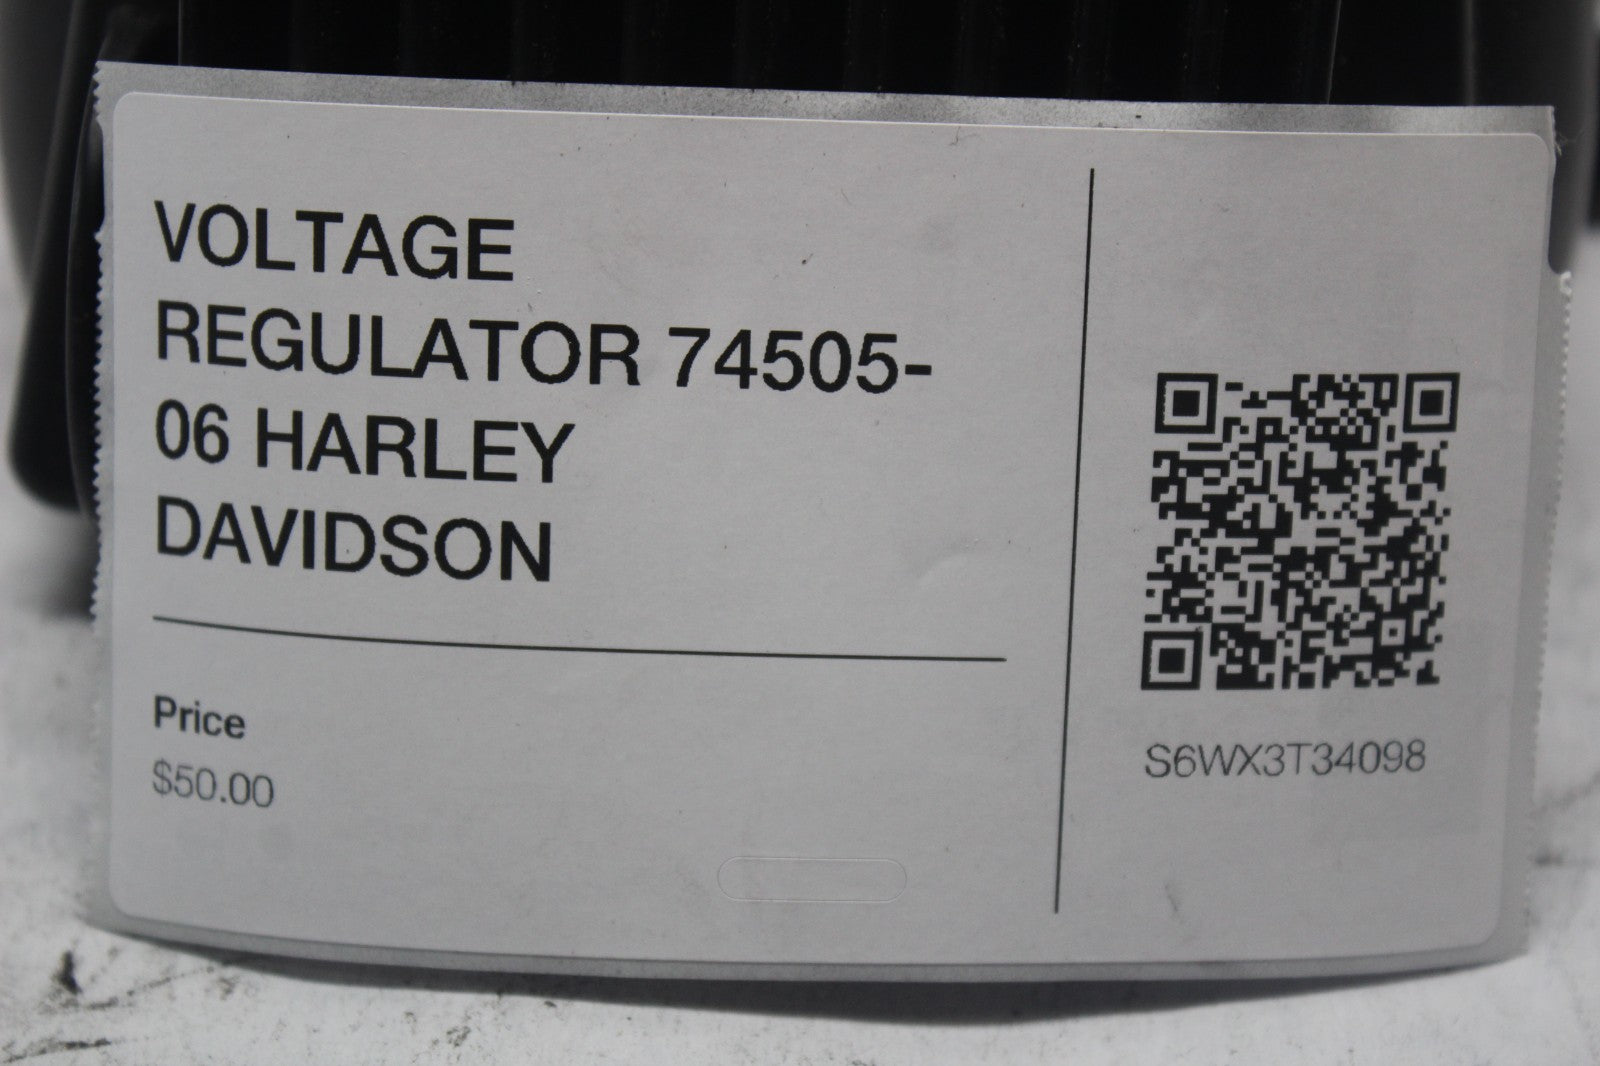 VOLTAGE
REGULATOR 74505-
06 HARLEY
DAVIDSON
Price
$50.00
S6WX3T34098